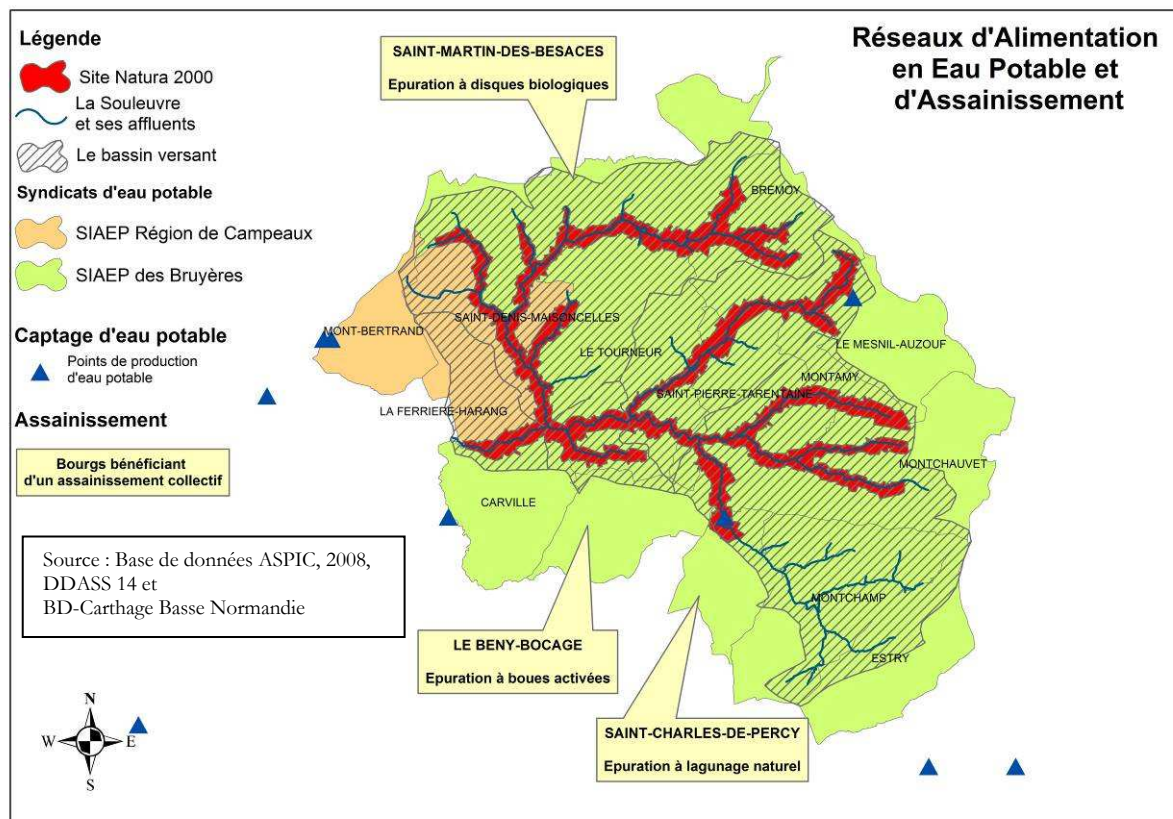 Réseaux d'Alimentation
en Eau Potable et
d'Assainissement
Légende
Site Natura 2000
La Souleuvre
et ses affluents
Le bassin versant
Syndicats d'eau potable
SIAEP Région de Campeaux
SIAEP des Bruyères
Captage d'eau potable
Points de production
d'eau potable
Assainissement
Bourgs bénéficiant
d'un assainissement collectif
Source : Base de données ASPIC, 2008,
DDASS 14 et
BD-Carthage Basse Normandie
N
W
E
S
SAINT-MARTIN-DES-BESACES
Epuration à disques biologiques
BREMOY
MONT-BERTRAND
SAINT-DENIS-MAISONCELLES
LE TOURNEUR
LE MESNIL-AUZOUF
MONTAMY
SAINT-PIERRE-TARENTAINE
LA FERRIERE-HARANG
MONTCHAUVET
CARVILLE
MONTCHAMP
ESTRY
LE BENY-BOCAGE
Epuration à boues activées
SAINT-CHARLES-DE-PERCY
Epuration à lagunage naturel